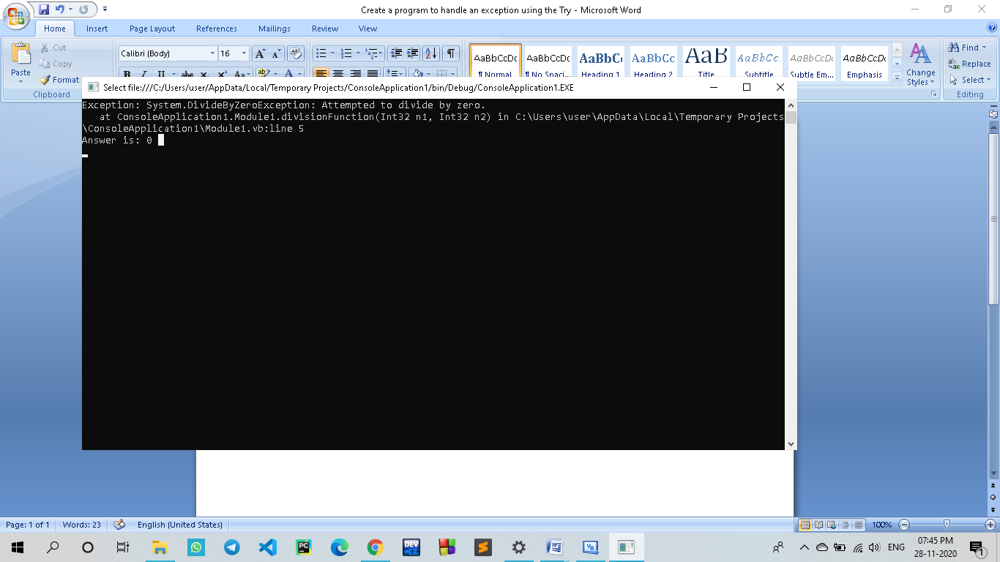 Create a program to handle an exception using the Try - Microsoft Word
Home Insert Page Layout References Mailings Review View
Paste
Cut
Copy
Format
Clipboard
Calibri (Body) 16
AaBbCcDc AaBbCcDc AaBbCc AaBbCc AaB AaBbCc. AaBbCcDc AaBbCcDc
¶ Normal ¶ No Spaci... Heading 1 Heading 2 Title Subtitle Subtle Em... Emphasis
Change Styles
Find
Replace
Select
Editing
Select file:///C:/Users/user/AppData/Local/Temporary Projects/ConsoleApplication1/bin/Debug/ConsoleApplication1.EXE
Exception: System.DivideByZeroException: Attempted to divide by zero.
at ConsoleApplication1.Module1.divisionFunction(Int32 n1, Int32 n2) in C:\Users\user\AppData\Local\Temporary Projects
\ConsoleApplication1\Module1.vb:line 5
Answer is: 0
Page: 1 of 1 Words: 23 English (United States) 100%
DEV VB ENG 07:45 PM
28-11-2020 1